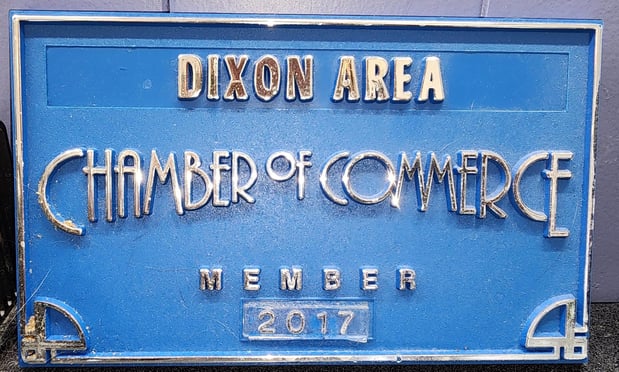 DIXON AREA
CHAMBER OF COMMERCE
MEMBER
2017